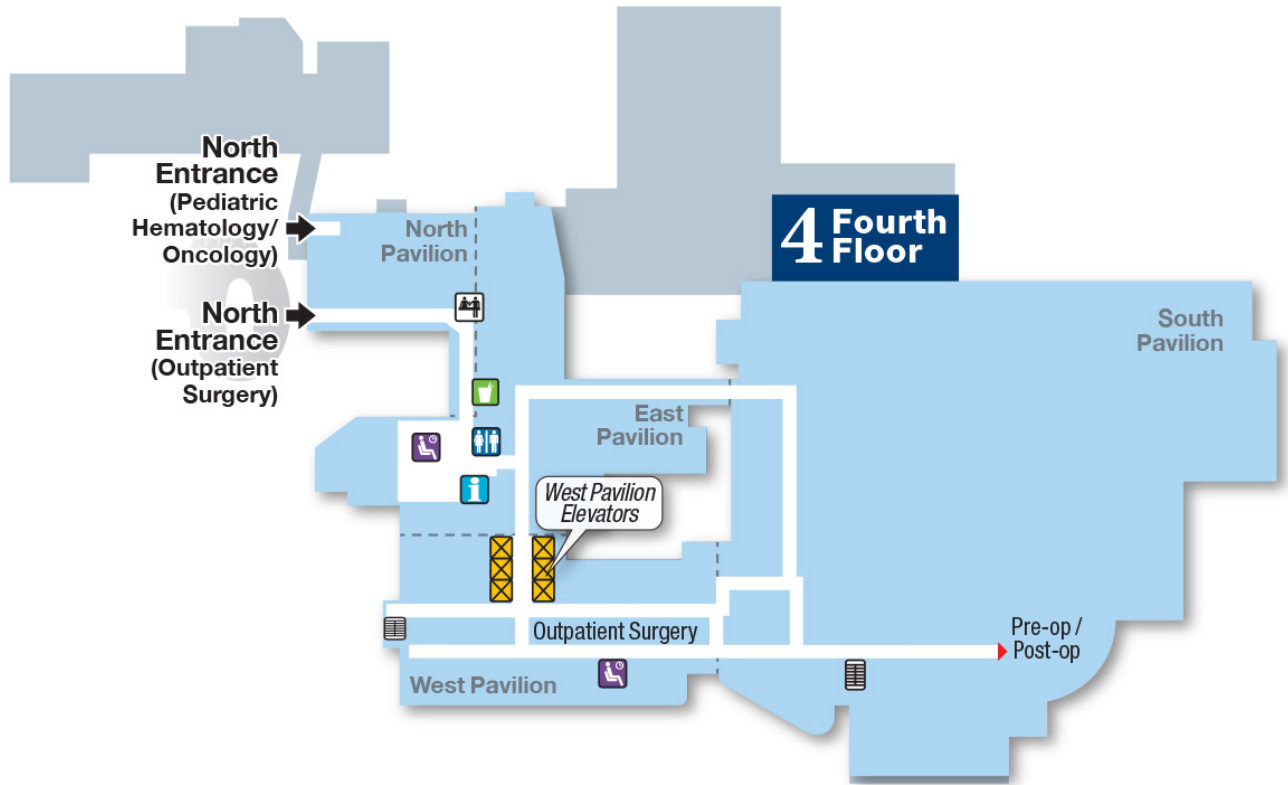 North
Entrance
(Pediatric
Hematology/
Oncology)
North
Pavilion
4 Fourth
Floor
North
Entrance
(Outpatient
Surgery)
South
Pavilion
East
Pavilion
West Pavilion
Elevators
Outpatient Surgery
Pre-op /
Post-op
West Pavilion